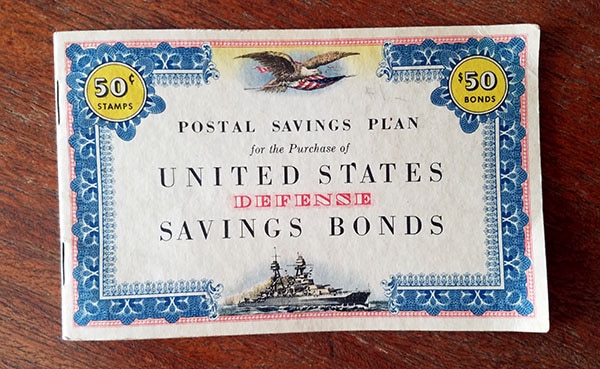 50¢
STAMPS
$50
BONDS
POSTAL SAVINGS PLAN
for the Purchase of
UNITED STATES
DEFENSE
SAVINGS BONDS